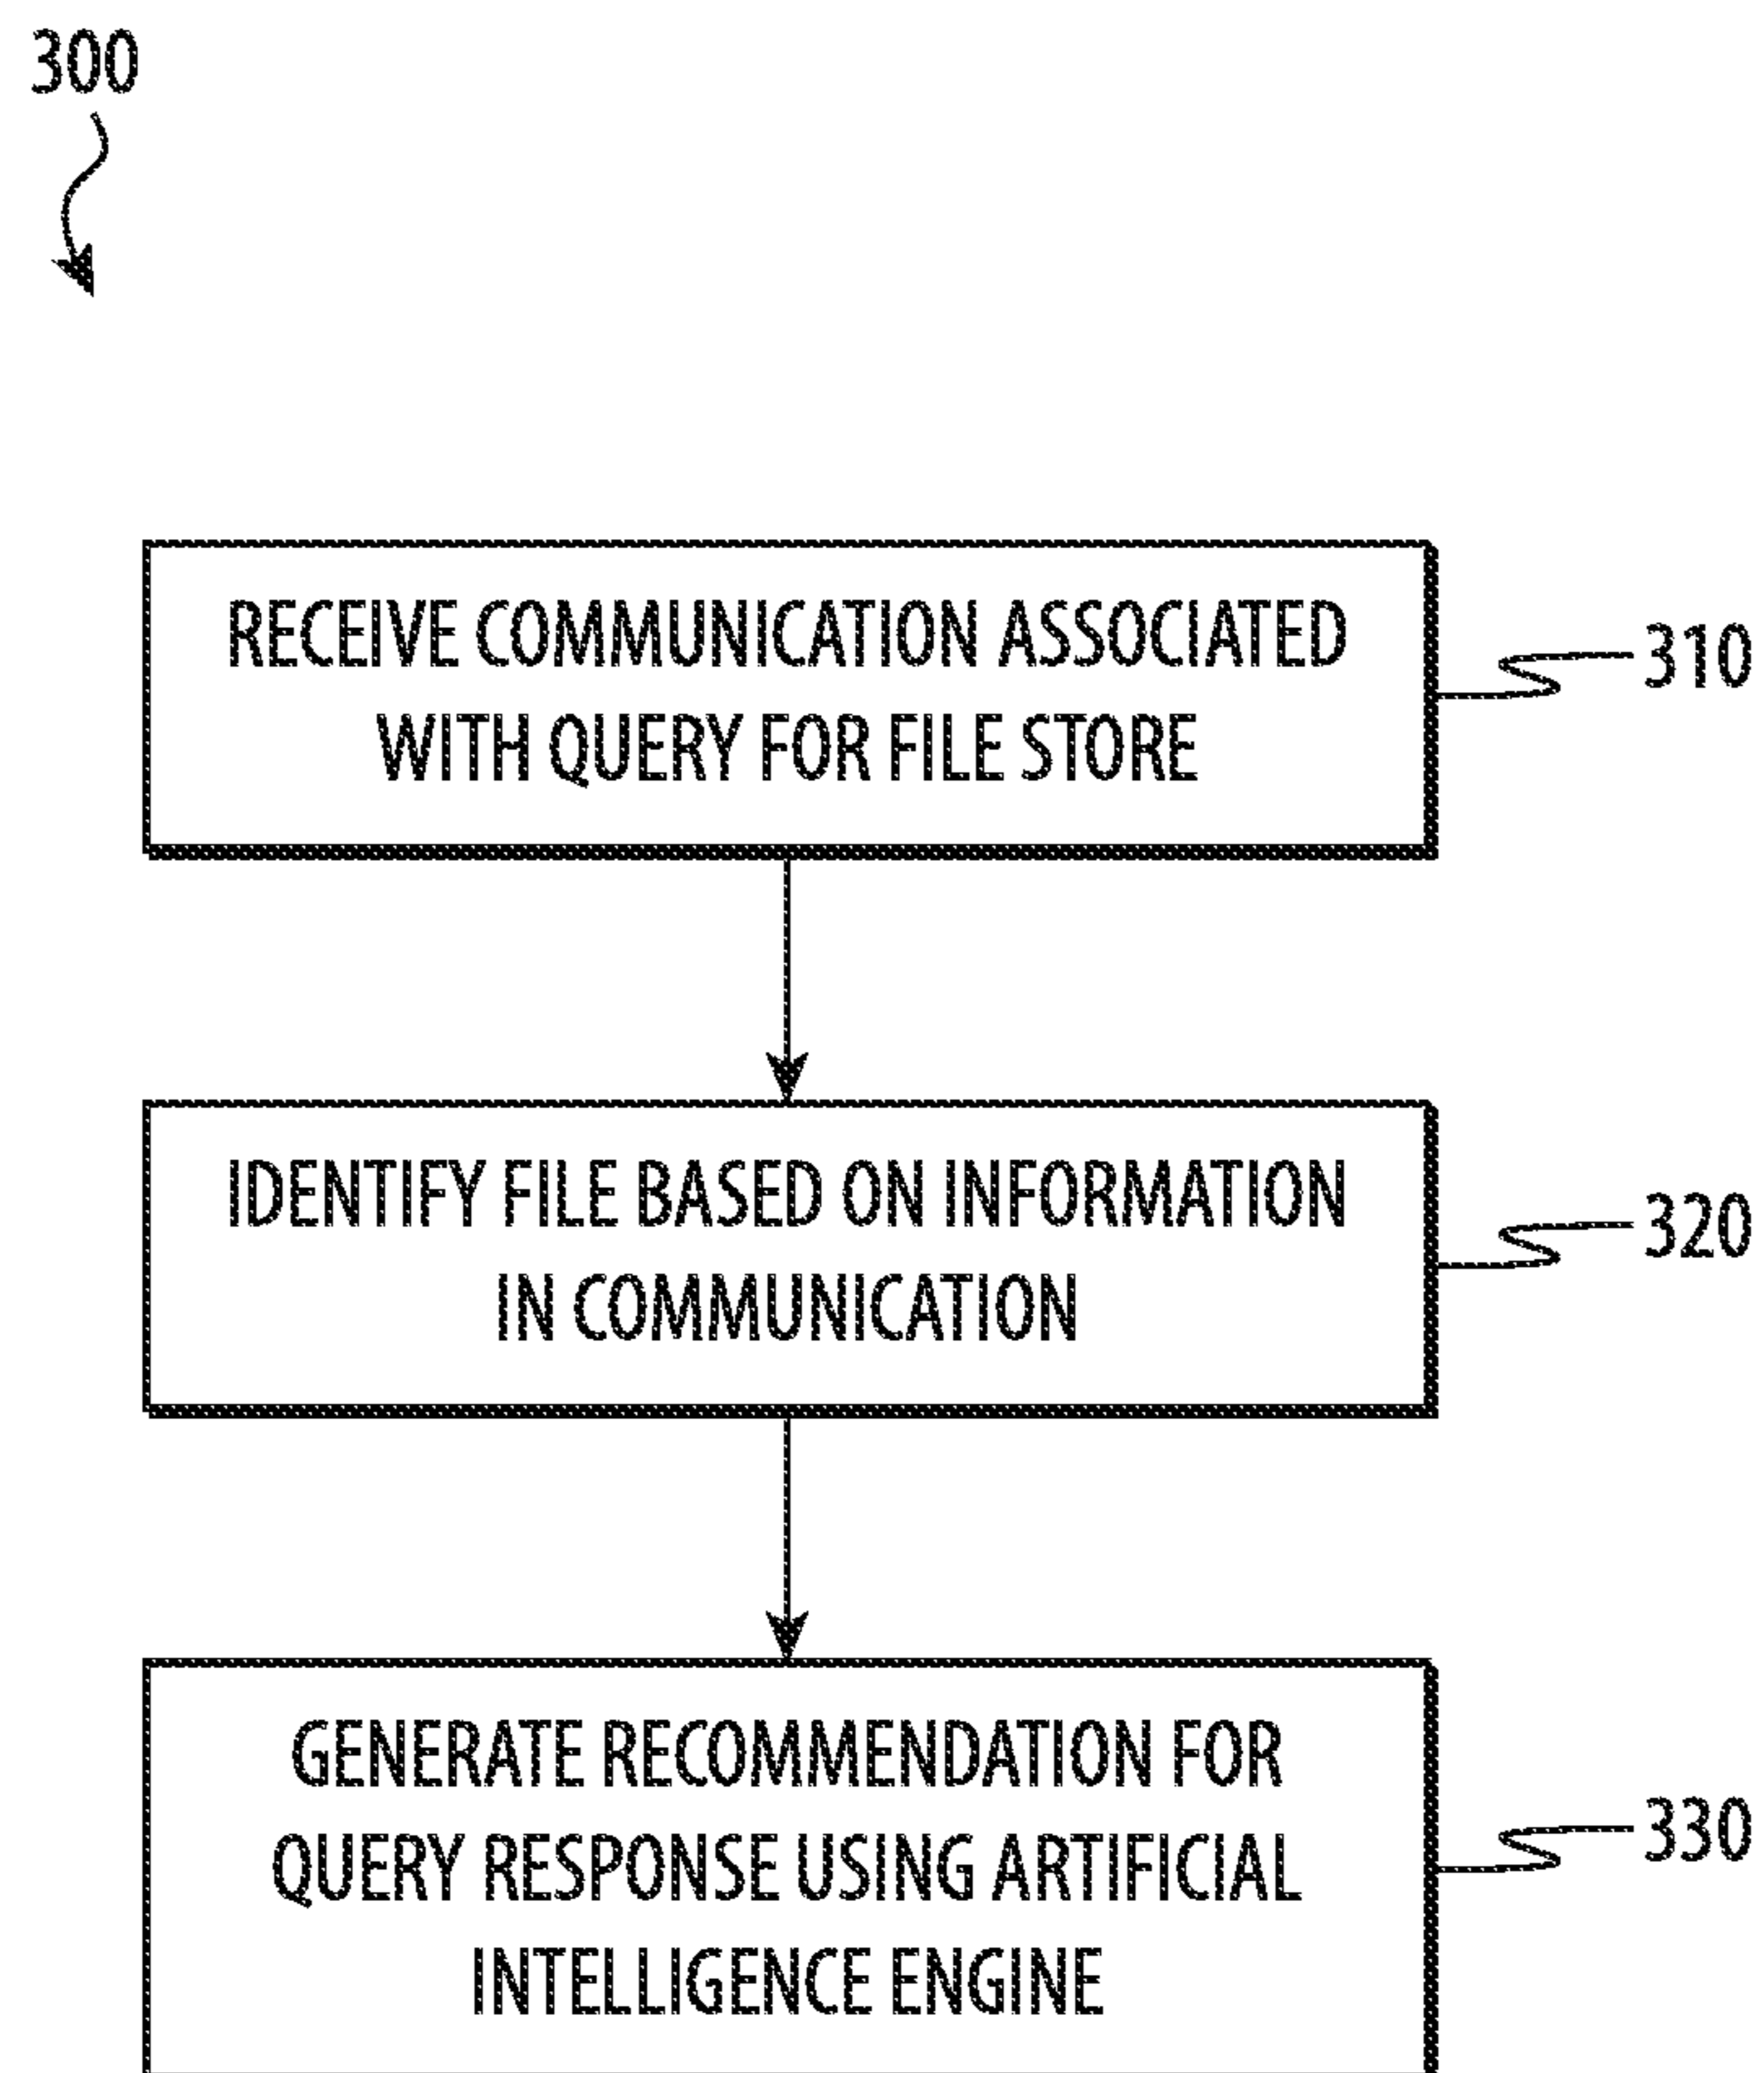 300
RECEIVE COMMUNICATION ASSOCIATED
WITH QUERY FOR FILE STORE
310
IDENTIFY FILE BASED ON INFORMATION
IN COMMUNICATION
320
GENERATE RECOMMENDATION FOR
QUERY RESPONSE USING ARTIFICIAL
INTELLIGENCE ENGINE
330